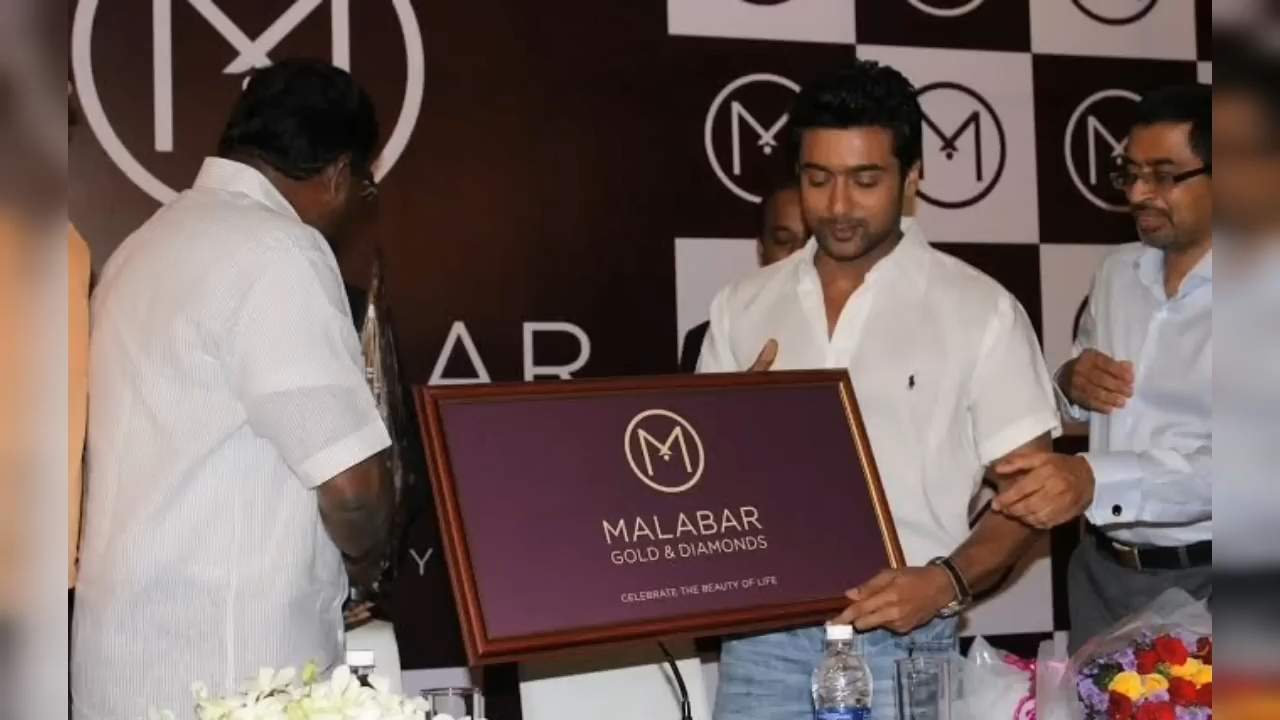 AR
Y
M
MALABAR
GOLD & DIAMONDS
CELEBRATE THE BEAUTY OF LIFE